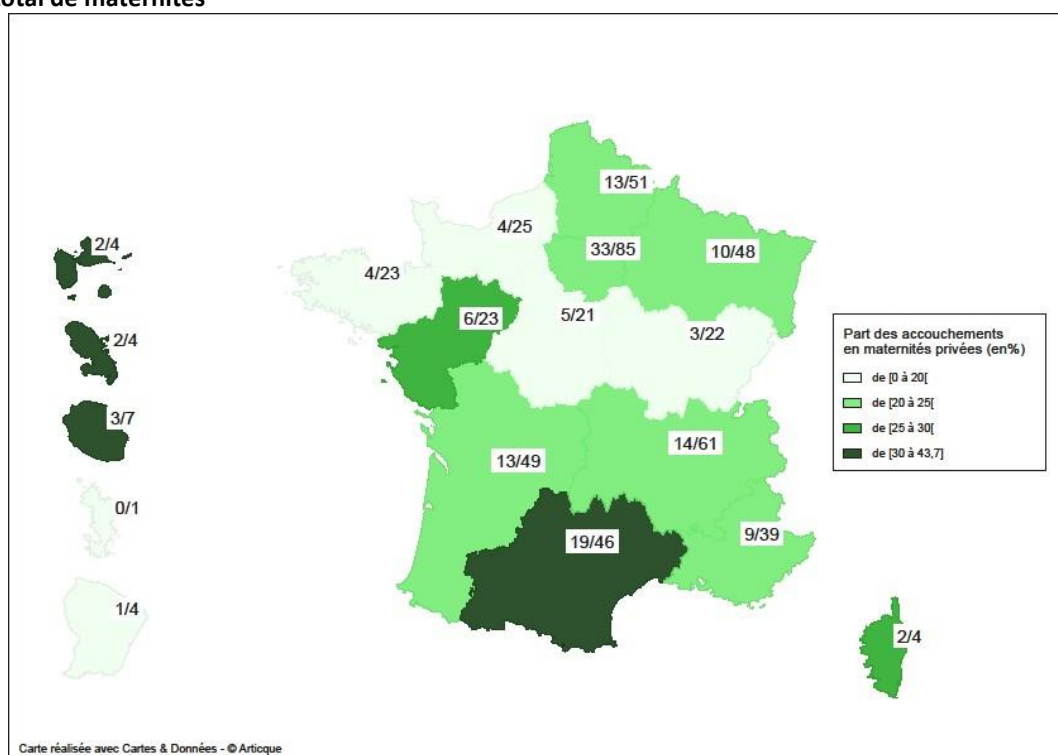 total de maternités
13/51
4/25
33/85
10/48
2/4
4/23
6/23
5/21
3/22
2/4
Part des accouchements
en maternités privées (en%)
de [0 à 20[
de [20 à 25[
de [25 à 30[
de [30 à 43,7]
3/7
13/49
14/61
0/1
19/46
9/39
1/4
2/4
Carte réalisée avec Cartes & Données - © Articque